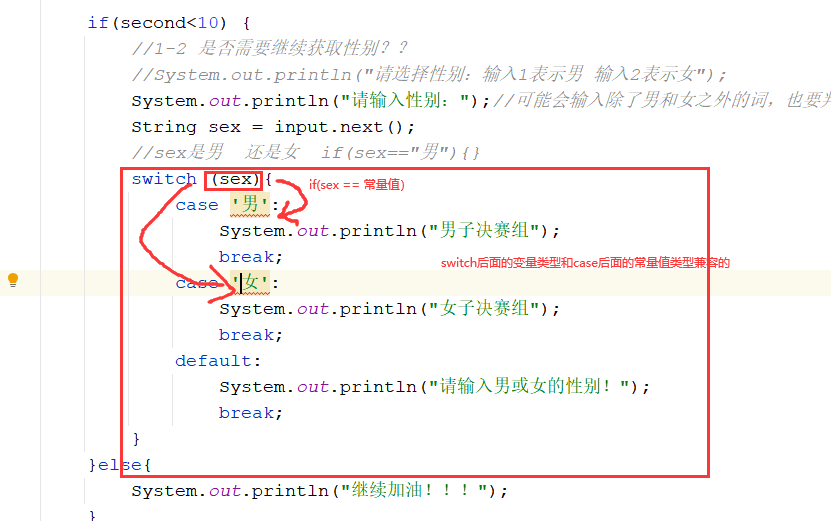 if(second<10) {
//1-2 是否需要继续获取性别？？
//System.out.println("请选择性别：输入1表示男 输入2表示女");
System.out.println("请输入性别：");//可能会输入除了男和女之外的词，也要
String sex = input.next();
//sex是男  还是女  if(sex=="男"){}
switch (sex){
if(sex == 常量值)
case '男':
System.out.println("男子决赛组");
break;
switch后面的变量类型和case后面的常量值类型兼容的
case '女':
System.out.println("女子决赛组");
break;
default:
System.out.println("请输入男或女的性别！");
break;
}
}else{
System.out.println("继续加油！！！");
}